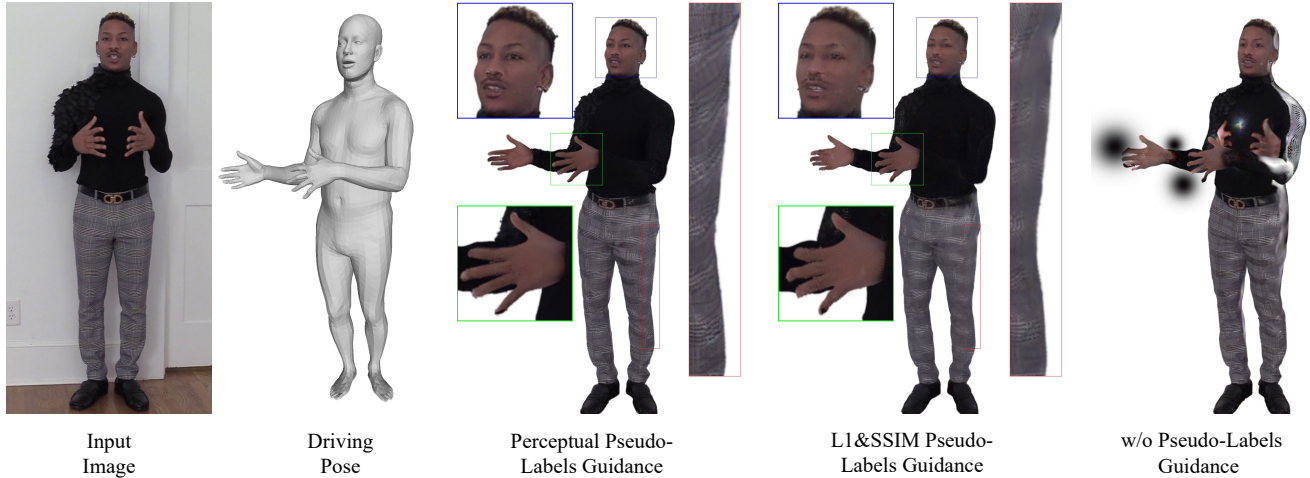 Input
Image
Driving
Pose
Perceptual Pseudo-
Labels Guidance
L1&SSIM Pseudo-
Labels Guidance
w/o Pseudo-Labels
Guidance